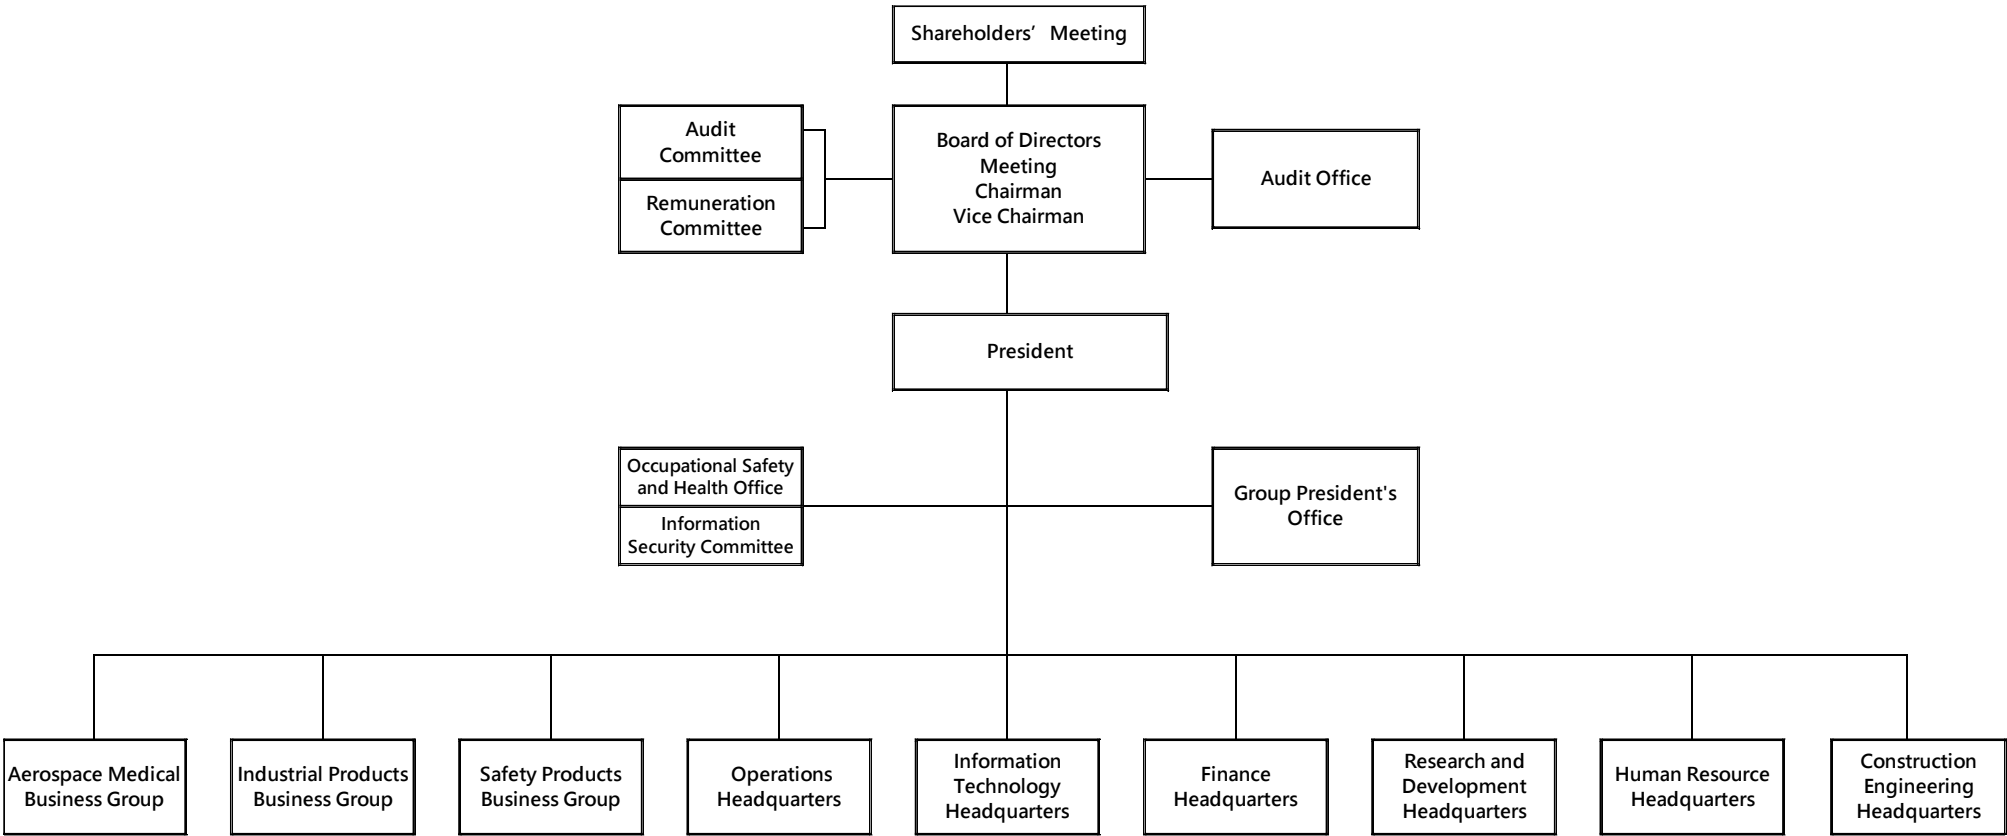 Shareholders’ Meeting
Audit
Committee
Remuneration
Committee
Board of Directors
Meeting
Chairman
Vice Chairman
Audit Office
President
Occupational Safety
and Health Office
Information
Security Committee
Group President's
Office
Aerospace Medical
Business Group
Industrial Products
Business Group
Safety Products
Business Group
Operations
Headquarters
Information
Technology
Headquarters
Finance
Headquarters
Research and
Development
Headquarters
Human Resource
Headquarters
Construction
Engineering
Headquarters